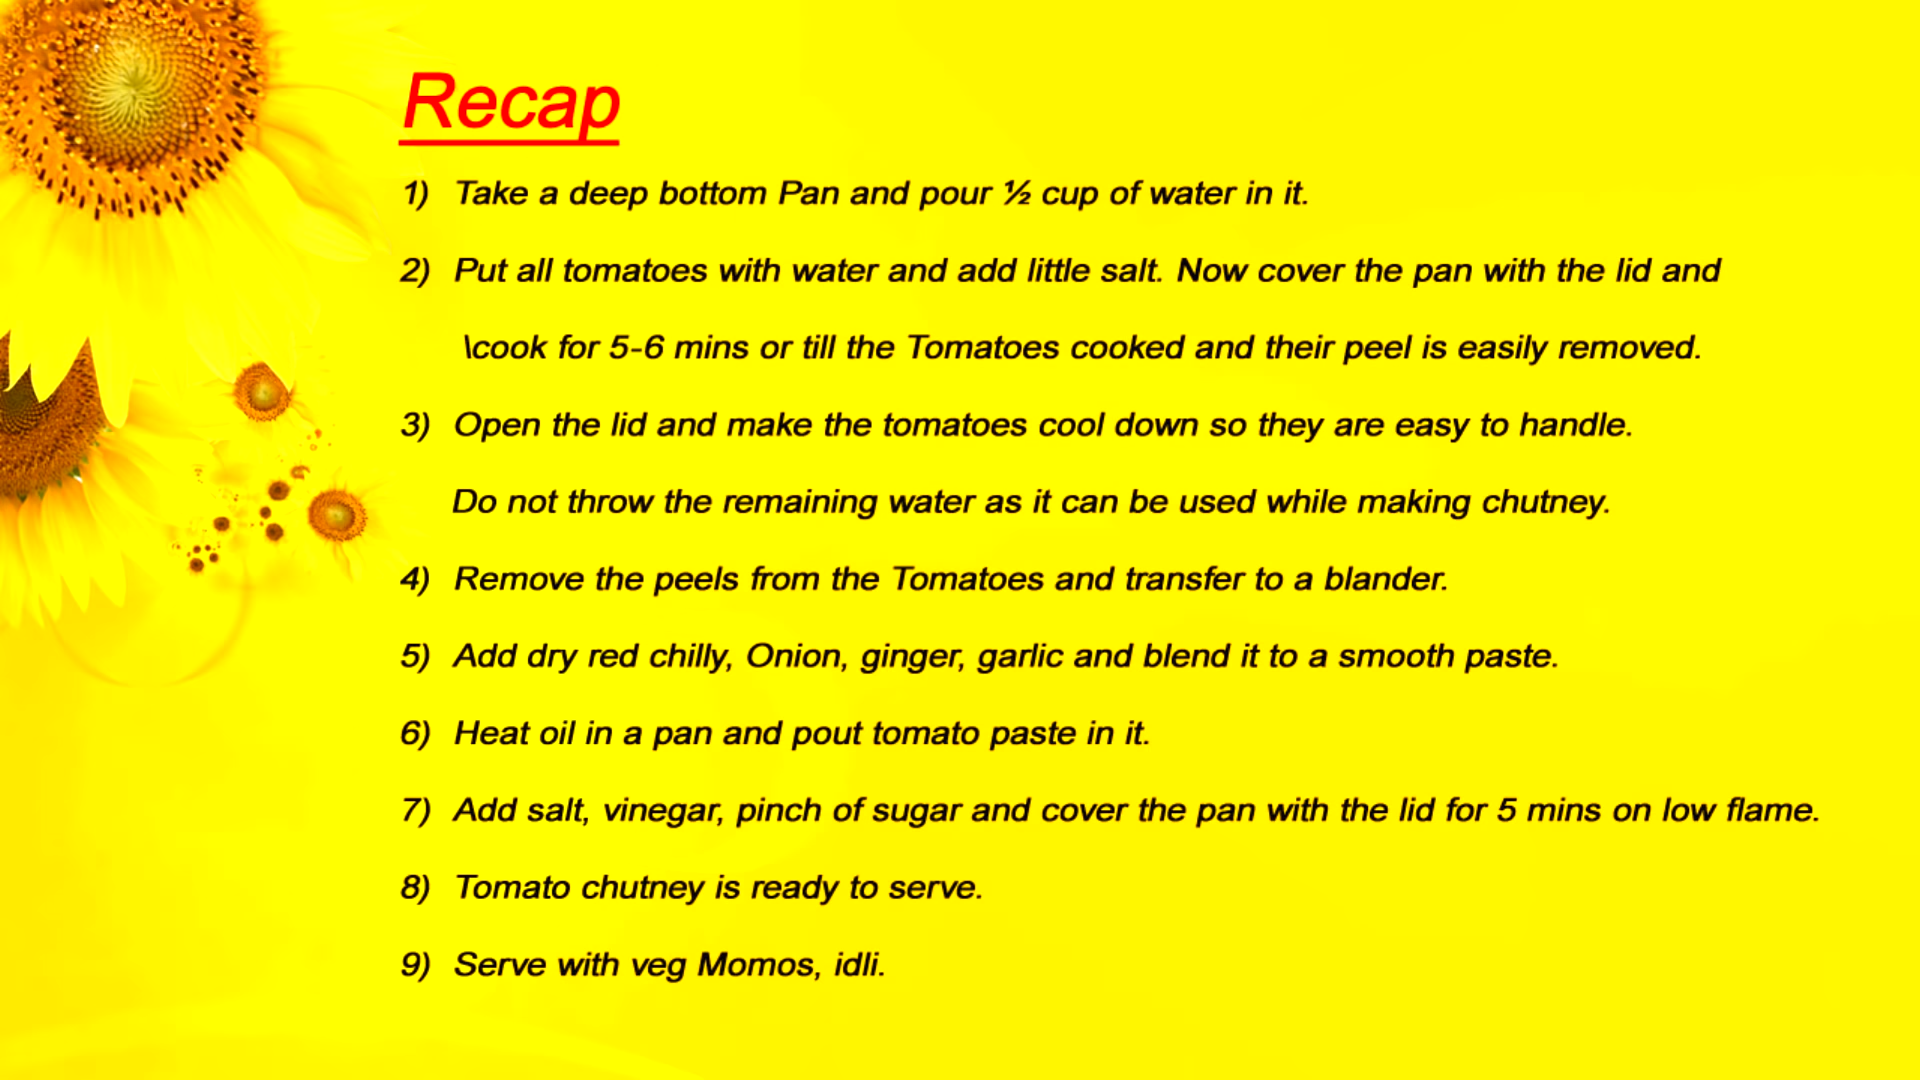 Recap
1) Take a deep bottom Pan and pour ½ cup of water in it.
2) Put all tomatoes with water and add little salt. Now cover the pan with the lid and
\cook for 5-6 mins or till the Tomatoes cooked and their peel is easily removed.
3) Open the lid and make the tomatoes cool down so they are easy to handle.
Do not throw the remaining water as it can be used while making chutney.
4) Remove the peels from the Tomatoes and transfer to a blander.
5) Add dry red chilly, Onion, ginger, garlic and blend it to a smooth paste.
6) Heat oil in a pan and pout tomato paste in it.
7) Add salt, vinegar, pinch of sugar and cover the pan with the lid for 5 mins on low flame.
8) Tomato chutney is ready to serve.
9) Serve with veg Momos, idli.